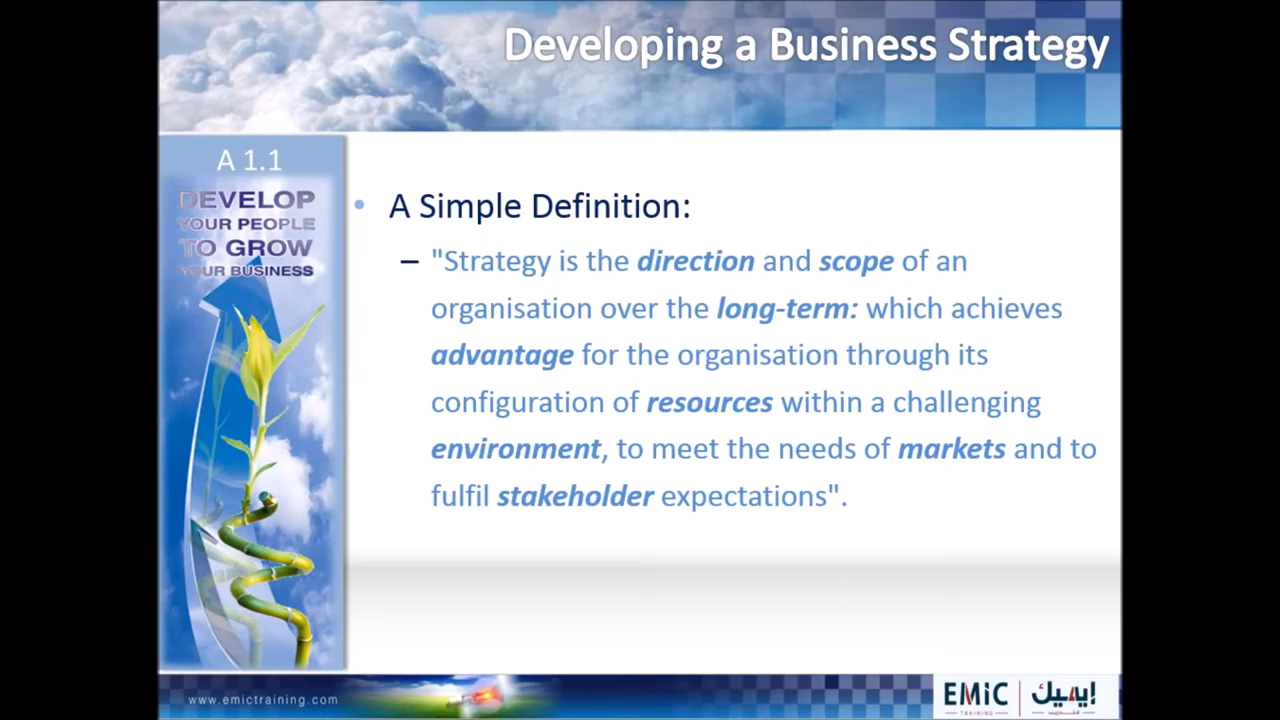 Developing a Business Strategy
A 1.1
DEVELOP
YOUR PEOPLE
TO GROW
YOUR BUSINESS
• A Simple Definition:
– "Strategy is the direction and scope of an
organisation over the long-term: which achieves
advantage for the organisation through its
configuration of resources within a challenging
environment, to meet the needs of markets and to
fulfil stakeholder expectations".
www.emictraining.com
EMiC
TRAINING
إيميك
للتدريب